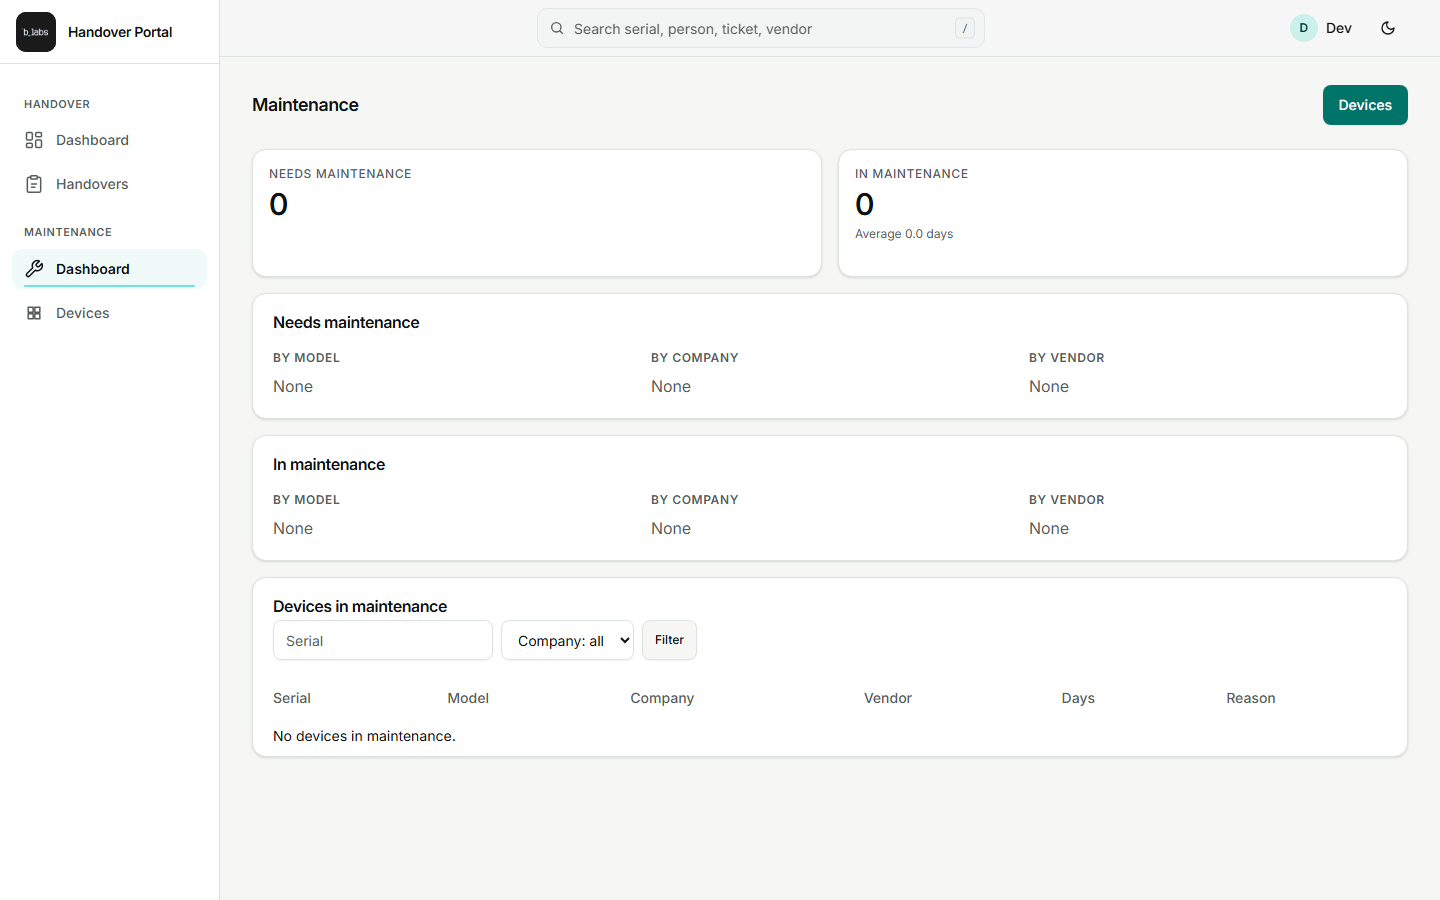 b_labs Handover Portal
Search serial, person, ticket, vendor /
D Dev
HANDOVER
Dashboard
Handovers
MAINTENANCE
Dashboard
Devices
Maintenance
Devices
NEEDS MAINTENANCE
0
IN MAINTENANCE
0
Average 0.0 days
Needs maintenance
BY MODEL BY COMPANY BY VENDOR
None None None
In maintenance
BY MODEL BY COMPANY BY VENDOR
None None None
Devices in maintenance
Serial Company: all Filter
Serial Model Company Vendor Days Reason
No devices in maintenance.